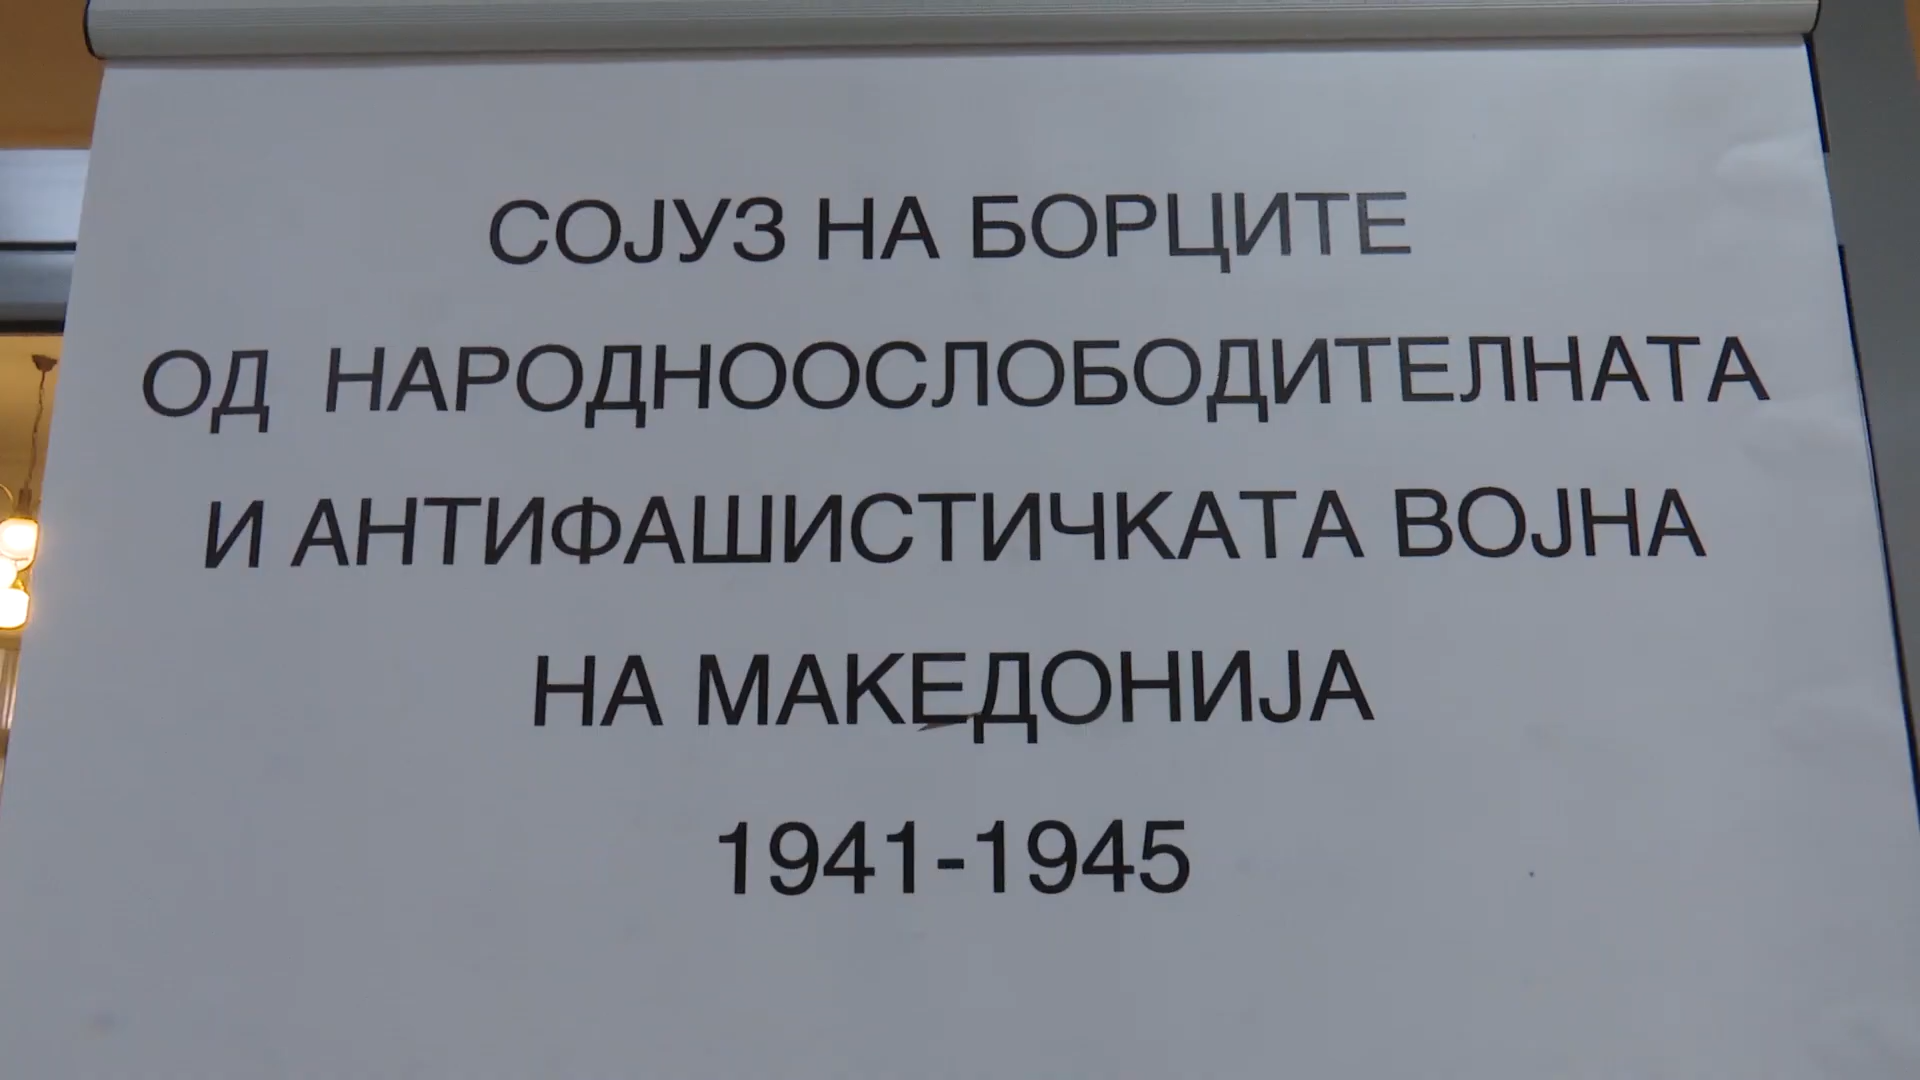 СОЈУЗ НА БОРЦИТЕ
ОД НАРОДНООСЛОБОДИТЕЛНАТА
И АНТИФАШИСТИЧКАТА ВОЈНА
НА МАКЕДОНИЈА
1941-1945